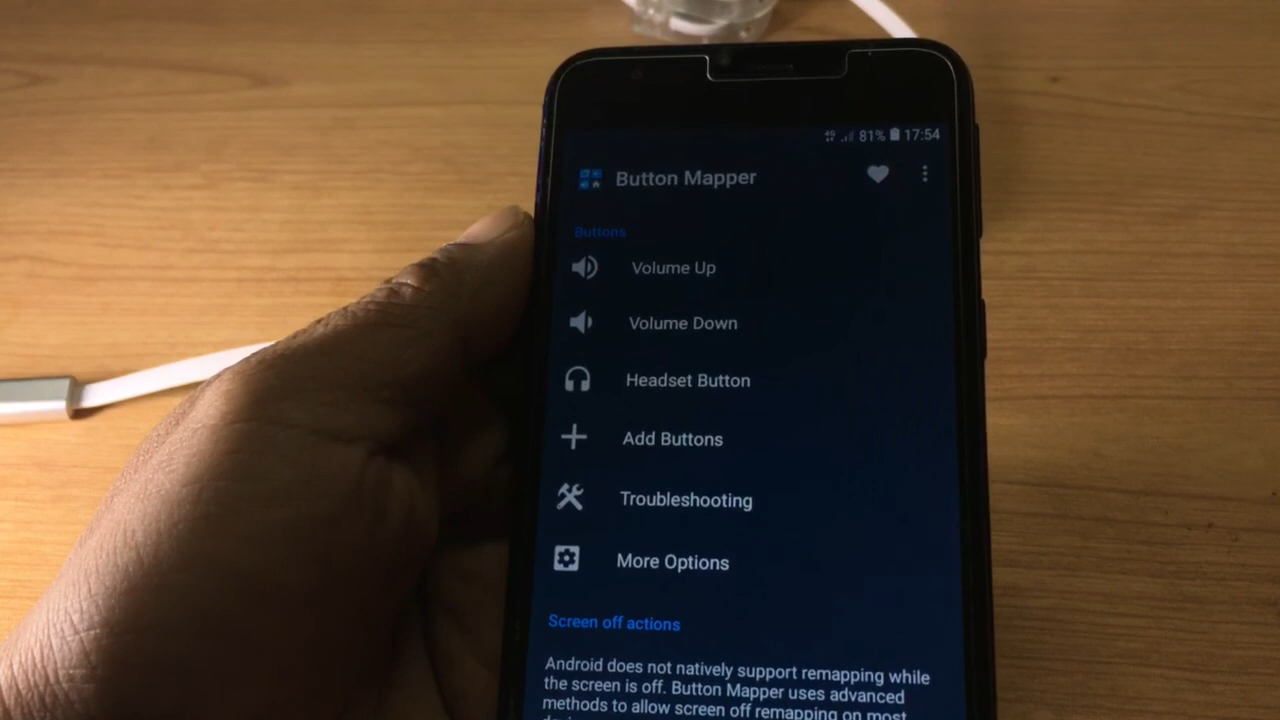 4G 81% 17:54
Button Mapper
Buttons
Volume Up
Volume Down
Headset Button
Add Buttons
Troubleshooting
More Options
Screen off actions
Android does not natively support remapping while
the screen is off. Button Mapper uses advanced
methods to allow screen off remapping on most